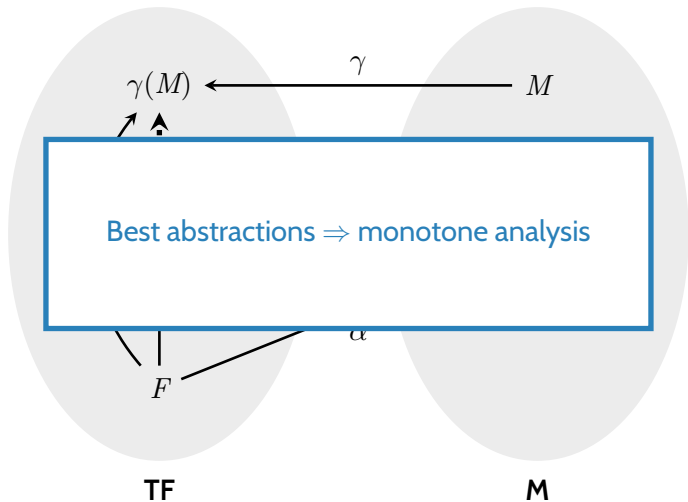 γ
γ(M) M
Best abstractions ⇒ monotone analysis
α
F
TF M